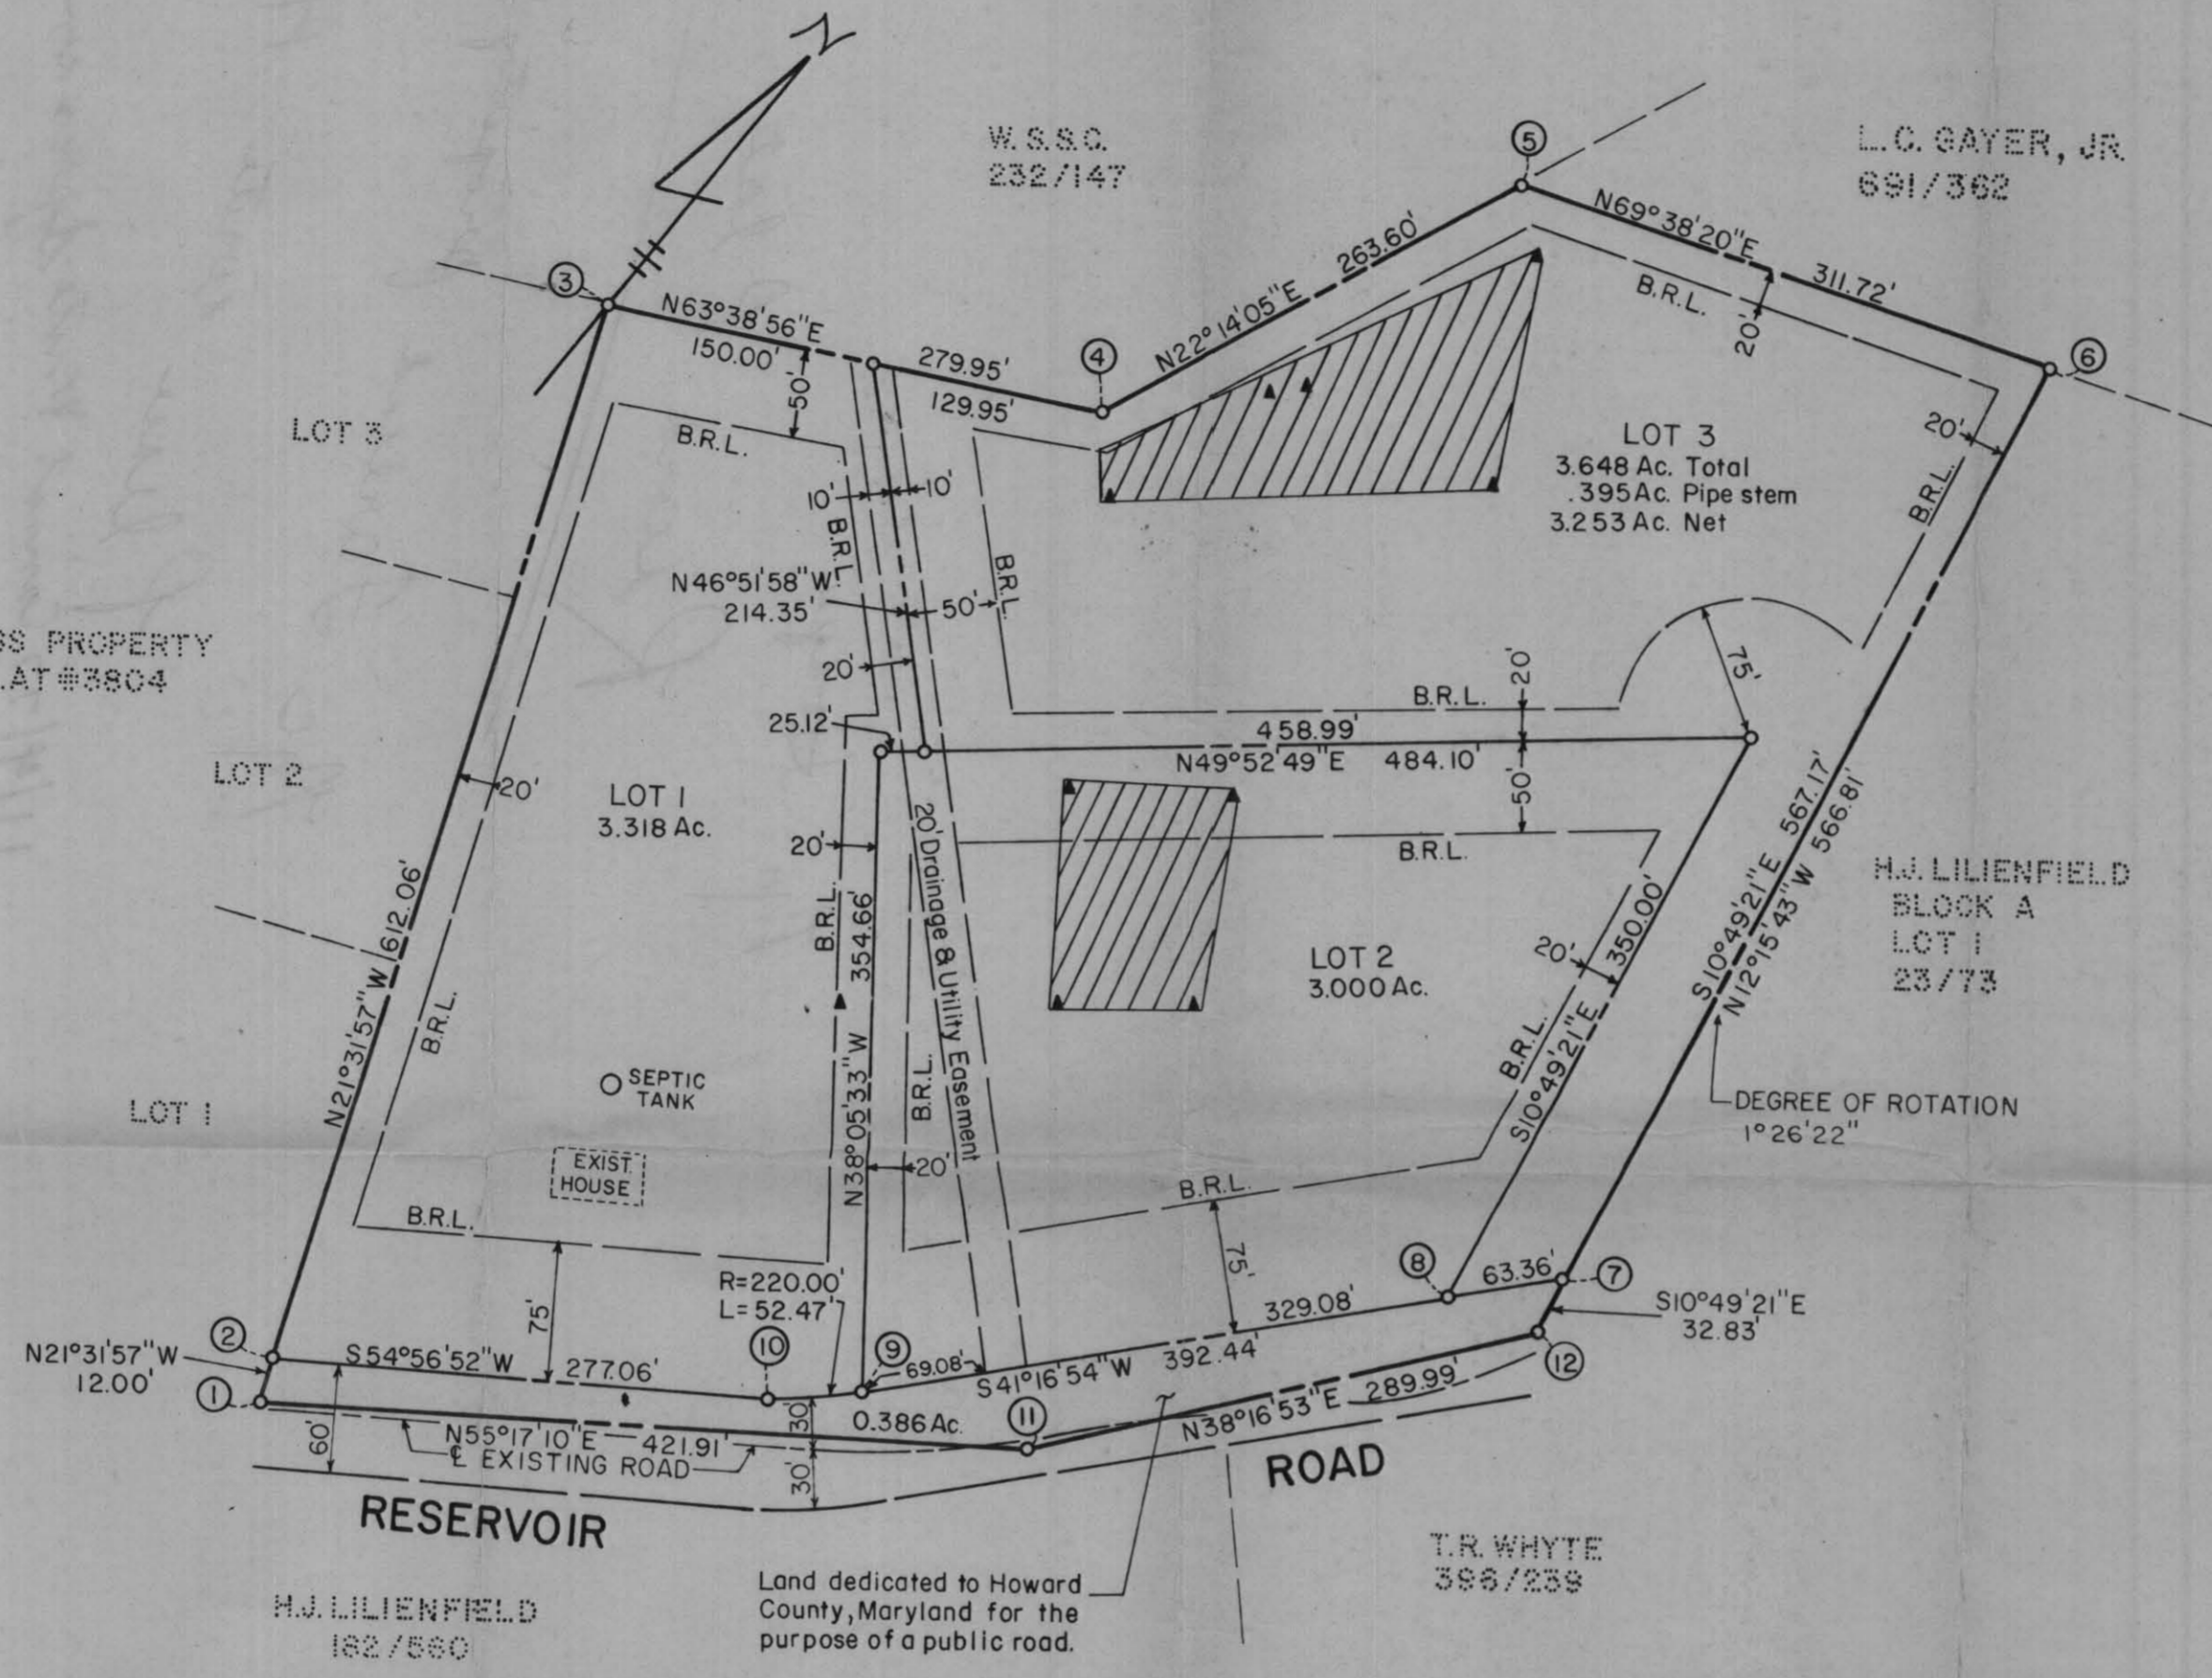 N
W.S.S.C.
232/147
L.C. GAYER, JR.
691/362
5
N69°38'20"E
311.72'
B.R.L.
20'
6
3
N63°38'56"E
150.00'
50'
279.95'
129.95'
4
N22°14'05"E
263.60'
LOT 3
B.R.L.
LOT 3
3.648 Ac. Total
.395 Ac. Pipe stem
3.253 Ac. Net
20'
B.R.L.
10'
10'
B.R.L.
B.R.L.
N46°51'58"W
214.35'
50'
20'
25.12'
SS PROPERTY
LAT #3804
B.R.L.
20'
75'
458.99'
N49°52'49"E 484.10'
50'
B.R.L.
LOT 2
20'
LOT 1
3.318 Ac.
20'
B.R.L.
354.66'
N38°05'33"W
20' Drainage & Utility Easement
B.R.L.
20'
LOT 2
3.000 Ac.
20'
350.00'
B.R.L.
S10°49'21"E
S10°49'21"E 567.17'
N12°15'43"W 566.81'
H.J. LILIENFIELD
BLOCK A
LOT 1
23/73
DEGREE OF ROTATION
1°26'22"
N21°31'57"W 612.06'
B.R.L.
LOT 1
SEPTIC
TANK
EXIST.
HOUSE
B.R.L.
75'
R=220.00'
L=52.47'
B.R.L.
75'
8
63.36'
7
329.08'
S10°49'21"E
32.83'
2
N21°31'57"W
12.00'
1
S54°56'52"W
277.06'
10
9
69.08'
S41°16'54"W
392.44'
12
60'
N55°17'10"E 421.91'
℄ EXISTING ROAD
30'
30'
0.386 Ac.
11
N38°16'53"E
289.99'
RESERVOIR
ROAD
Land dedicated to Howard
County, Maryland for the
purpose of a public road.
T.R. WHYTE
396/239
H.J. LILIENFIELD
182/560